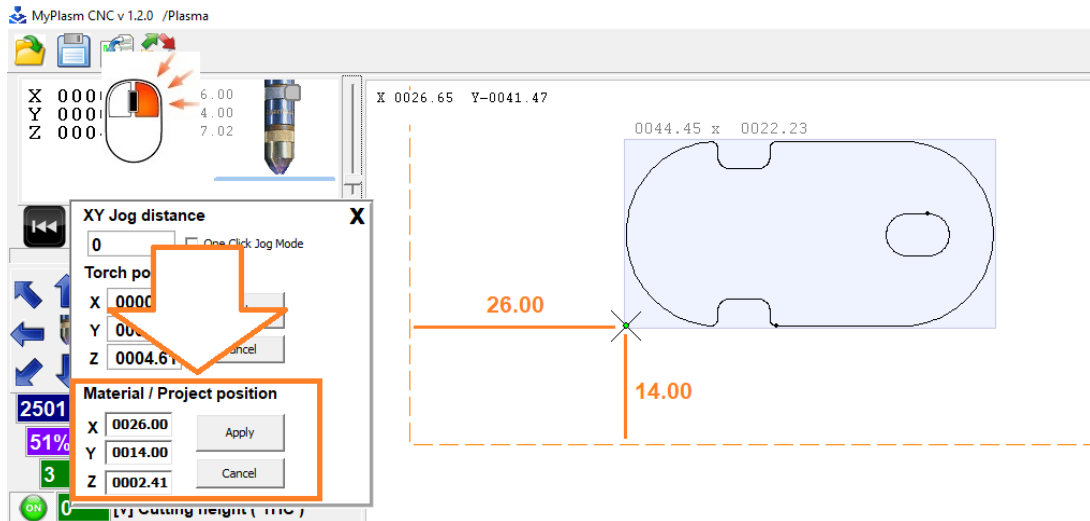 MyPlasm CNC v 1.2.0 /Plasma
X 000 6.00
Y 000 4.00
Z 000 7.02
X 0026.65 Y-0041.47
0044.45 x 0022.23
XY Jog distance X
0 One Click Jog Mode
Torch po
X 0000
Y 00
Z 0004.61 ancel
26.00
14.00
Material / Project position
X 0026.00
Apply
Y 0014.00
Z 0002.41 Cancel
2501
51%
3
ON 0 [v] Cutting height ( THC )